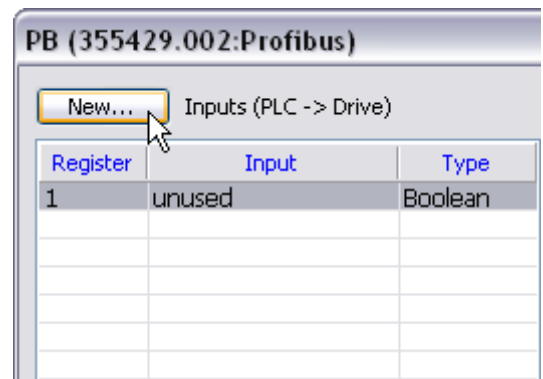 PB (355429.002:Profibus)
New... Inputs (PLC -> Drive)
Register Input Type
1 unused Boolean